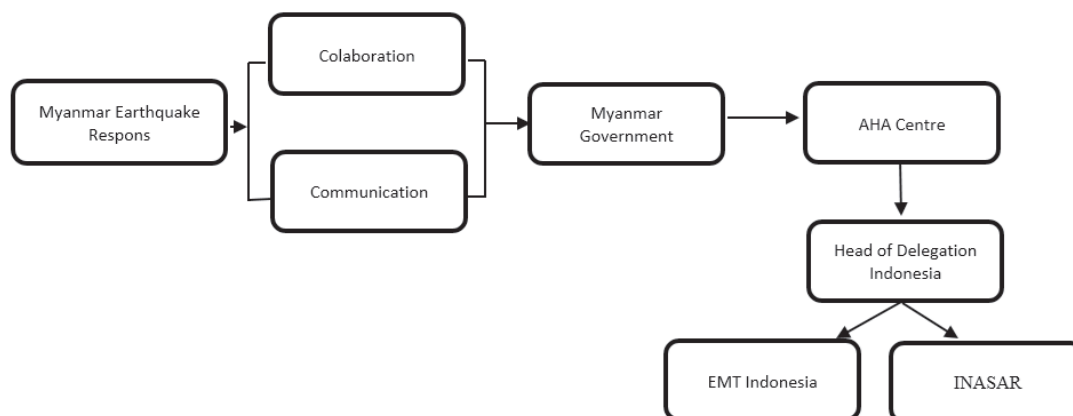 Colaboration
Myanmar Earthquake
Respons
Myanmar
Government
AHA Centre
Communication
Head of Delegation
Indonesia
EMT Indonesia
INASAR